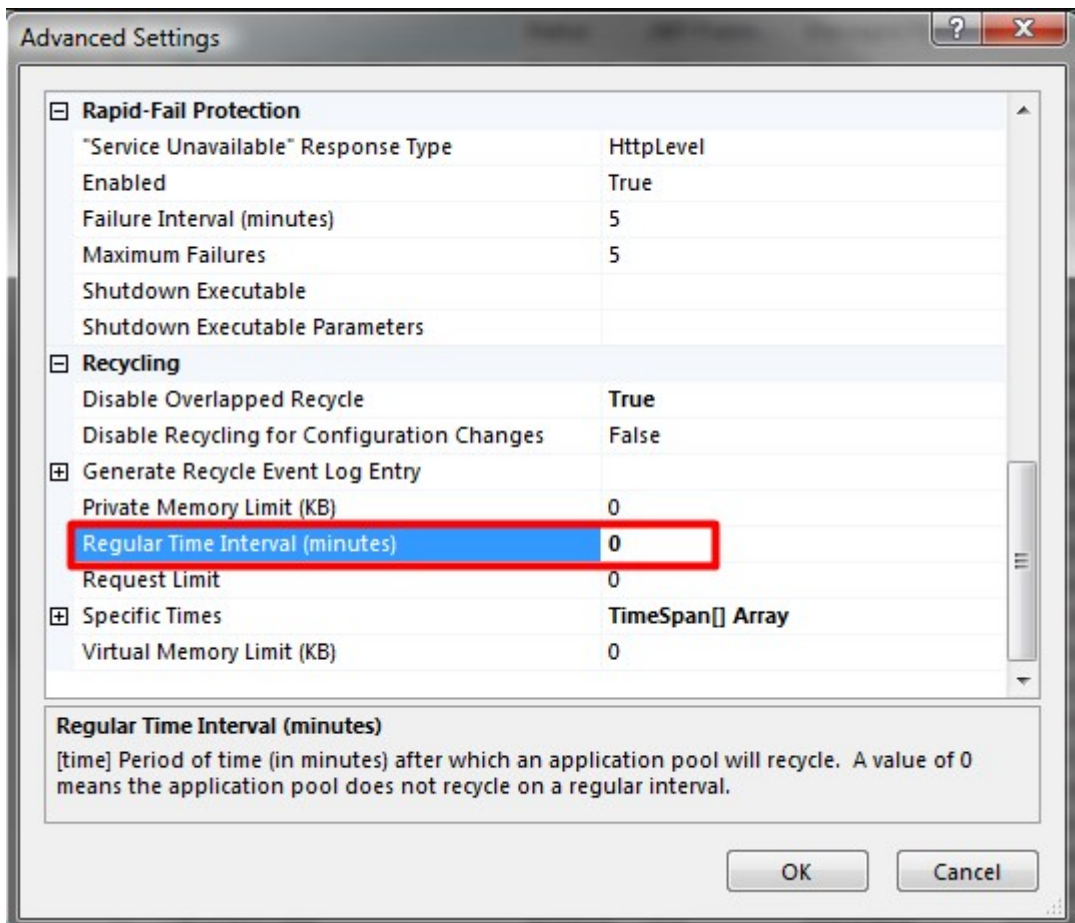 Advanced Settings
Rapid-Fail Protection
"Service Unavailable" Response Type HttpLevel
Enabled True
Failure Interval (minutes) 5
Maximum Failures 5
Shutdown Executable
Shutdown Executable Parameters
Recycling
Disable Overlapped Recycle True
Disable Recycling for Configuration Changes False
Generate Recycle Event Log Entry
Private Memory Limit (KB) 0
Regular Time Interval (minutes) 0
Request Limit 0
Specific Times TimeSpan[] Array
Virtual Memory Limit (KB) 0
Regular Time Interval (minutes)
[time] Period of time (in minutes) after which an application pool will recycle. A value of 0
means the application pool does not recycle on a regular interval.
OK Cancel